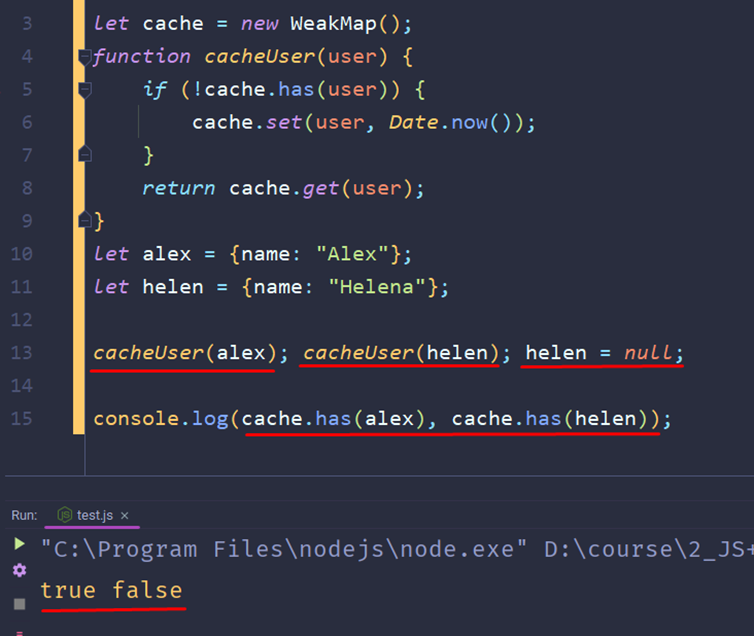 3 let cache = new WeakMap();
4 function cacheUser(user) {
5 if (!cache.has(user)) {
6 cache.set(user, Date.now());
7 }
8 return cache.get(user);
9 }
10 let alex = {name: "Alex"};
11 let helen = {name: "Helena"};
12
13 cacheUser(alex); cacheUser(helen); helen = null;
14
15 console.log(cache.has(alex), cache.has(helen));
Run: JS test.js ×
"C:\Program Files\nodejs\node.exe" D:\course\2_JS+
true false